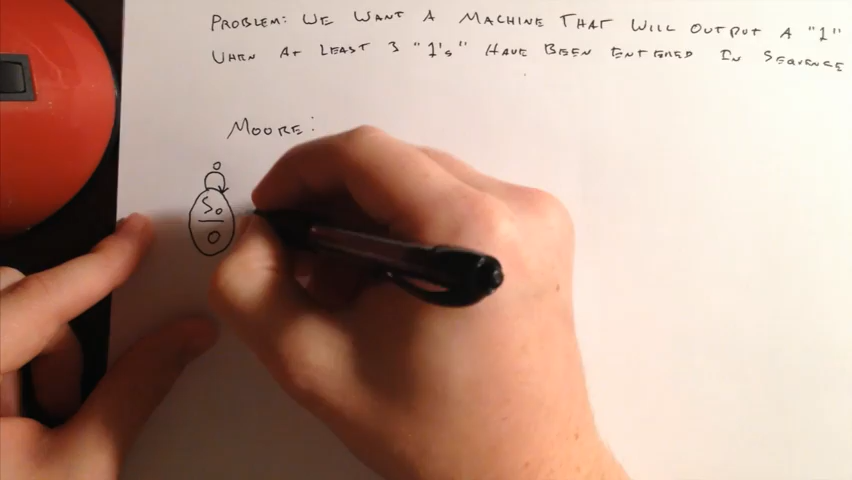 PROBLEM: WE WANT A MACHINE THAT WILL OUTPUT A "1"
WHEN AT LEAST 3 "1's" HAVE BEEN ENTERED IN SEQUENCE
MOORE:
0
S0
0